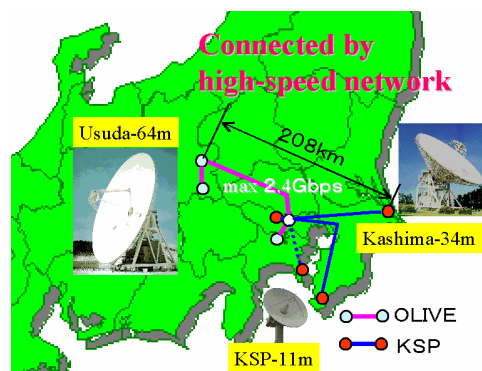 Connected by
high-speed network
Usuda-64m
208km
max 2.4Gbps
Kashima-34m
OLIVE
KSP
KSP-11m